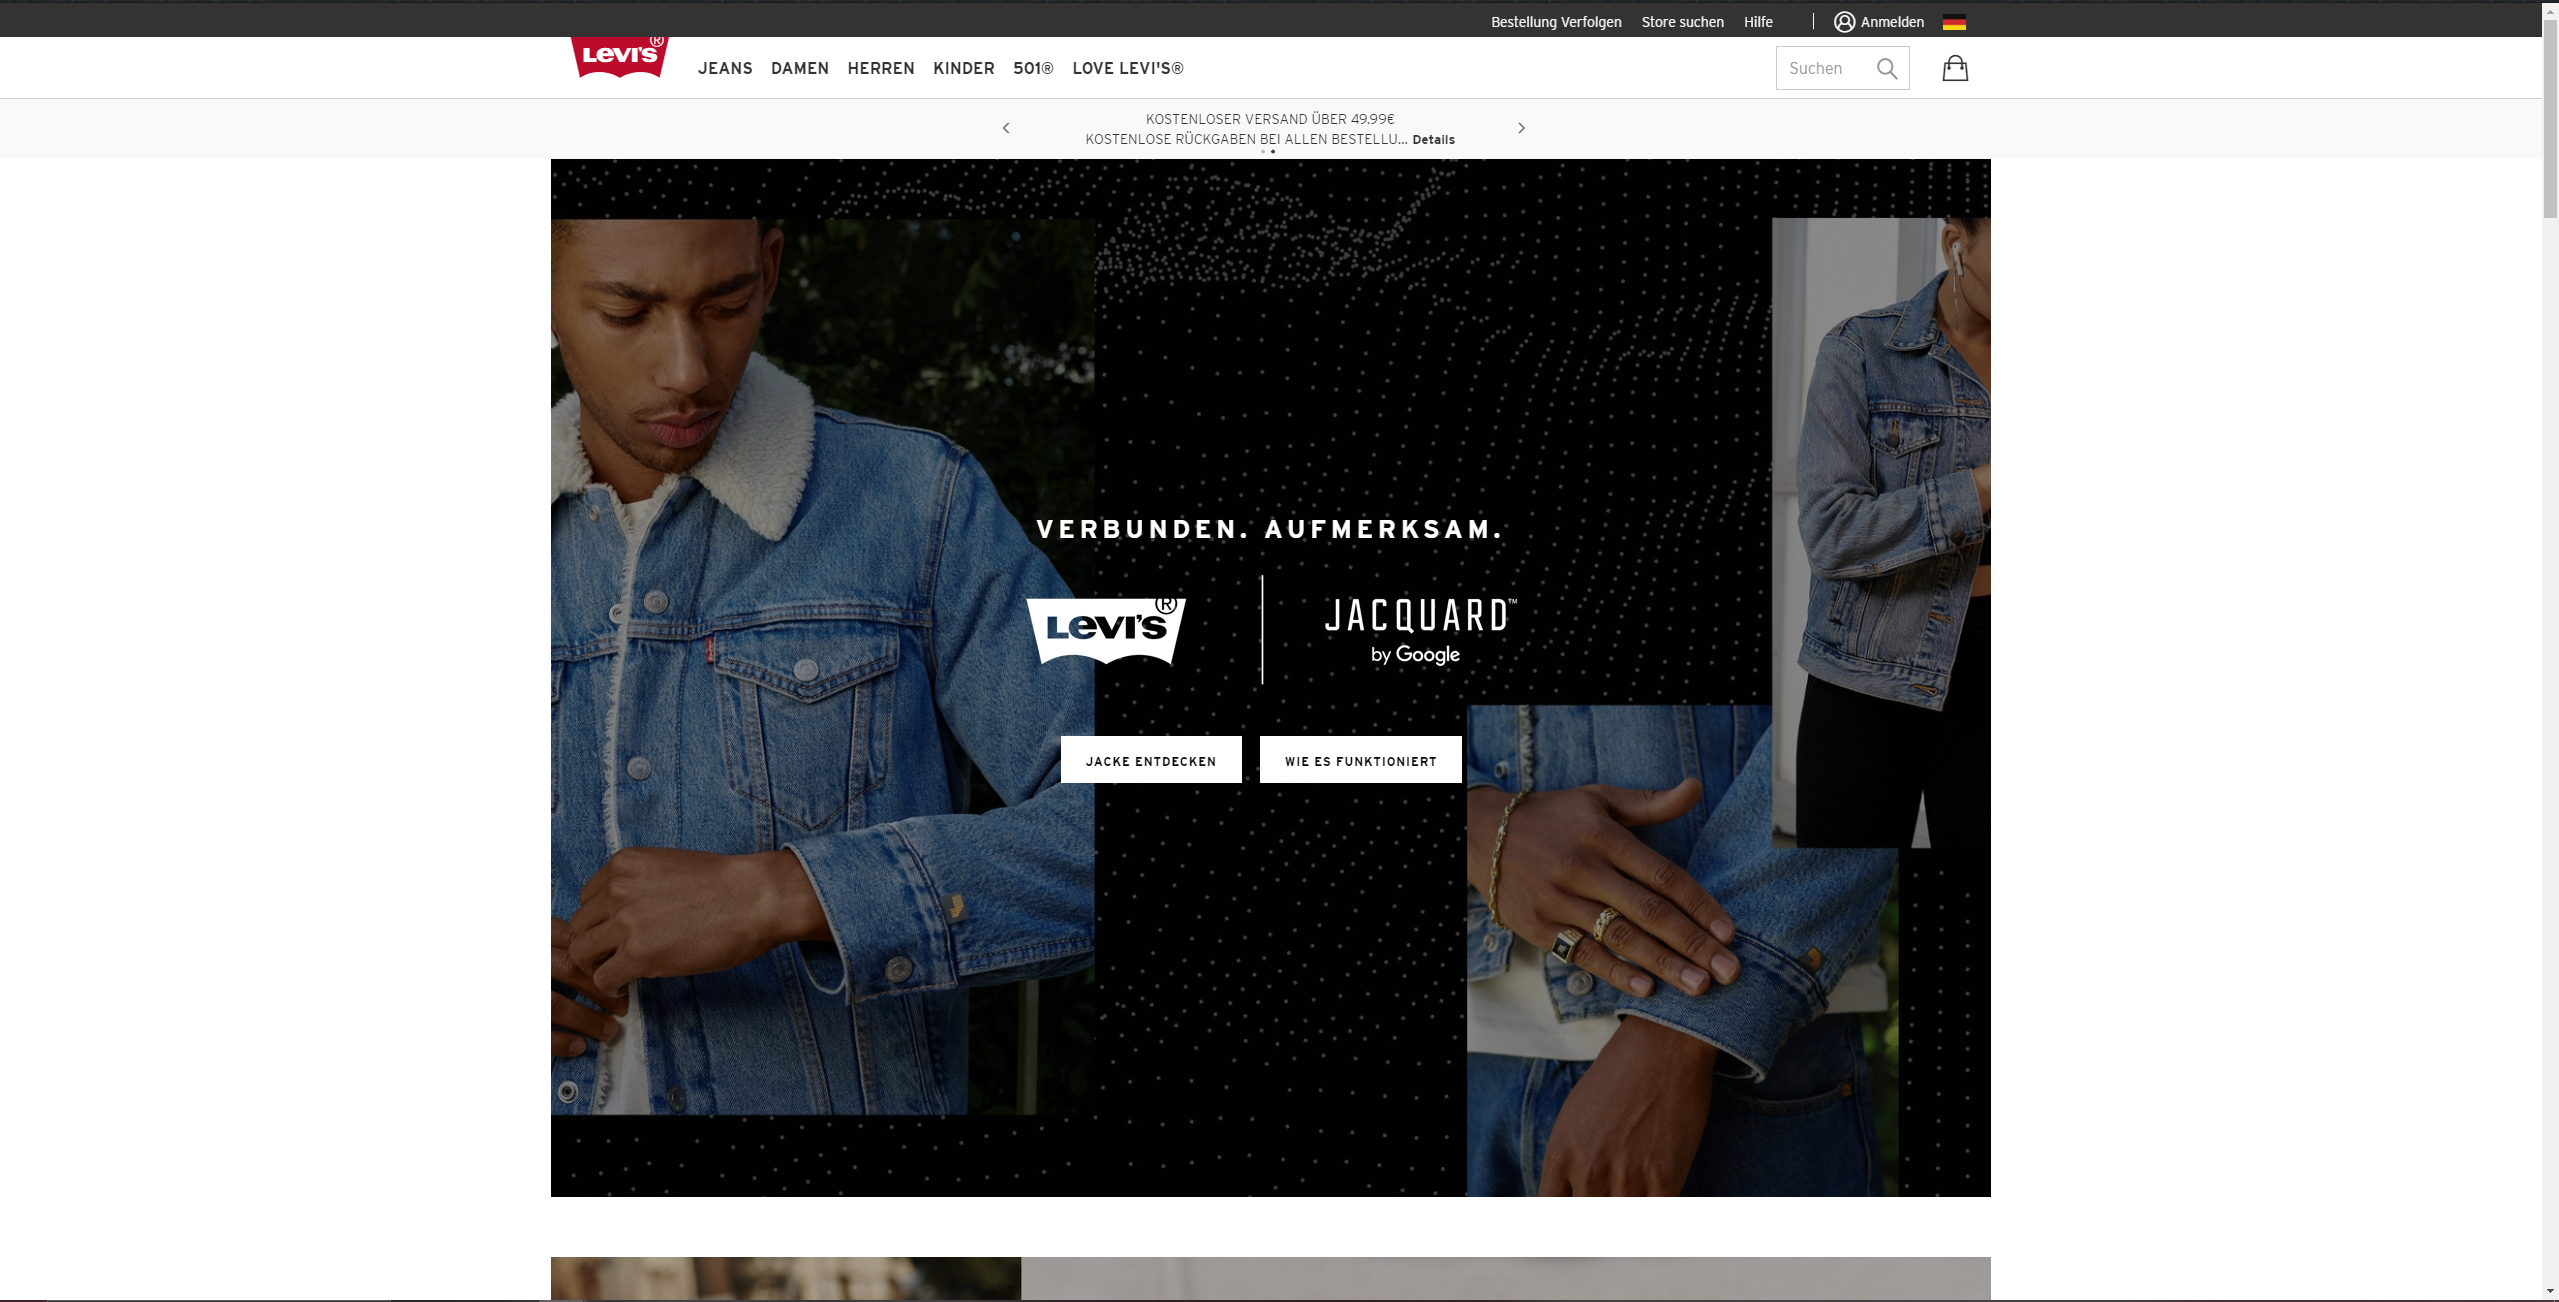 Bestellung Verfolgen Store suchen Hilfe Anmelden
LEVI'S®
JEANS DAMEN HERREN KINDER 501® LOVE LEVI'S® Suchen
KOSTENLOSER VERSAND ÜBER 49.99€
KOSTENLOSE RÜCKGABEN BEI ALLEN BESTELLU... Details
VERBUNDEN. AUFMERKSAM.
LEVI'S®
JACQUARD™
by Google
JACKE ENTDECKEN WIE ES FUNKTIONIERT